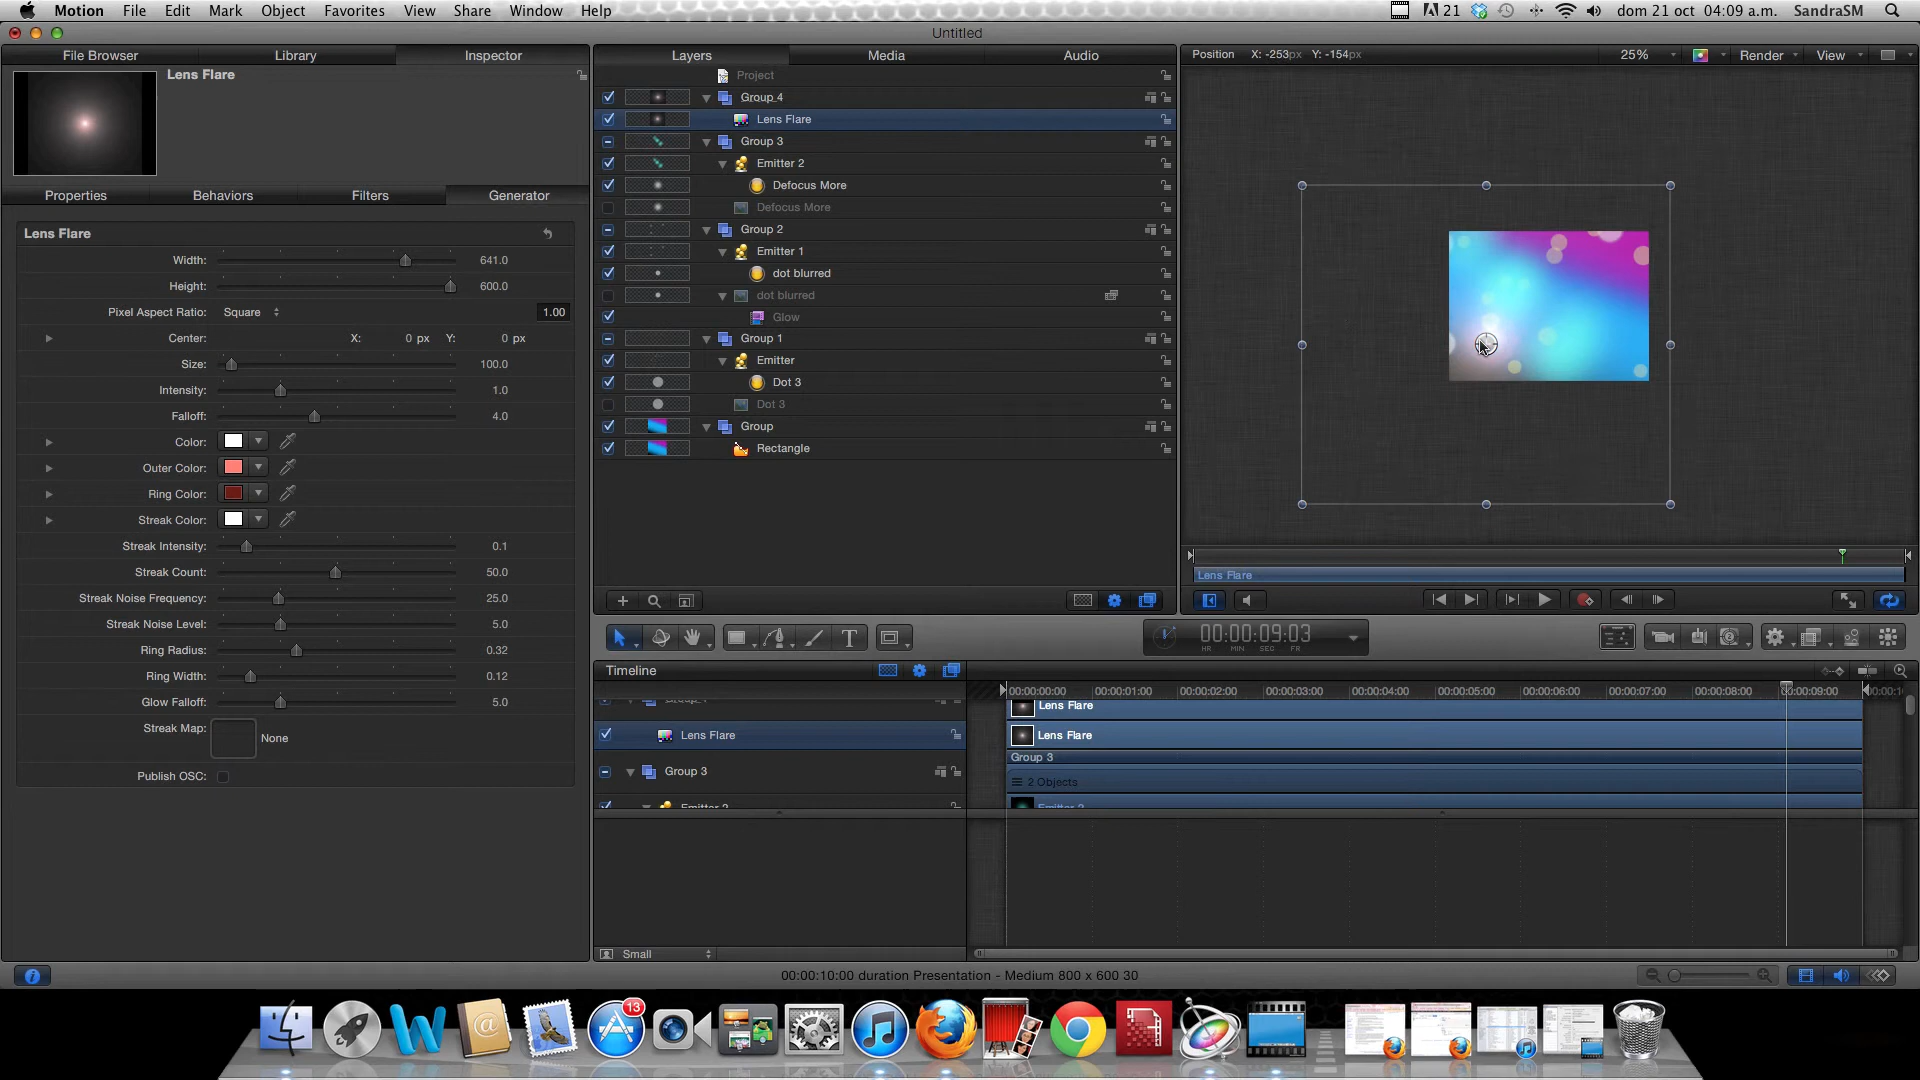 Motion File Edit Mark Object Favorites View Share Window Help 21 dom 21 oct 04:09 a.m. SandraSM
Untitled
File Browser Library Inspector
Layers Media Audio
Position X: -253px Y: -154px 25% Render View
Lens Flare
Properties Behaviors Filters Generator
Lens Flare
Width: 641.0
Height: 600.0
Pixel Aspect Ratio: Square 1.00
Center: X: 0 px Y: 0 px
Size: 100.0
Intensity: 1.0
Falloff: 4.0
Color:
Outer Color:
Ring Color:
Streak Color:
Streak Intensity: 0.1
Streak Count: 50.0
Streak Noise Frequency: 25.0
Streak Noise Level: 5.0
Ring Radius: 0.32
Ring Width: 0.12
Glow Falloff: 5.0
Streak Map: None
Publish OSC:
Project
Group 4
Lens Flare
Group 3
Emitter 2
Defocus More
Defocus More
Group 2
Emitter 1
dot blurred
dot blurred
Glow
Group 1
Emitter
Dot 3
Dot 3
Group
Rectangle
Lens Flare
00:00:09:03
HR MIN SEC FR
Timeline
00:00:00:00 00:00:01:00 00:00:02:00 00:00:03:00 00:00:04:00 00:00:05:00 00:00:06:00 00:00:07:00 00:00:08:00 00:00:09:00
Lens Flare
Lens Flare
Lens Flare
Group 3
Group 3
2 Objects
Emitter 2
Emitter 2
Small
00:00:10:00 duration Presentation - Medium 800 x 600 30
13